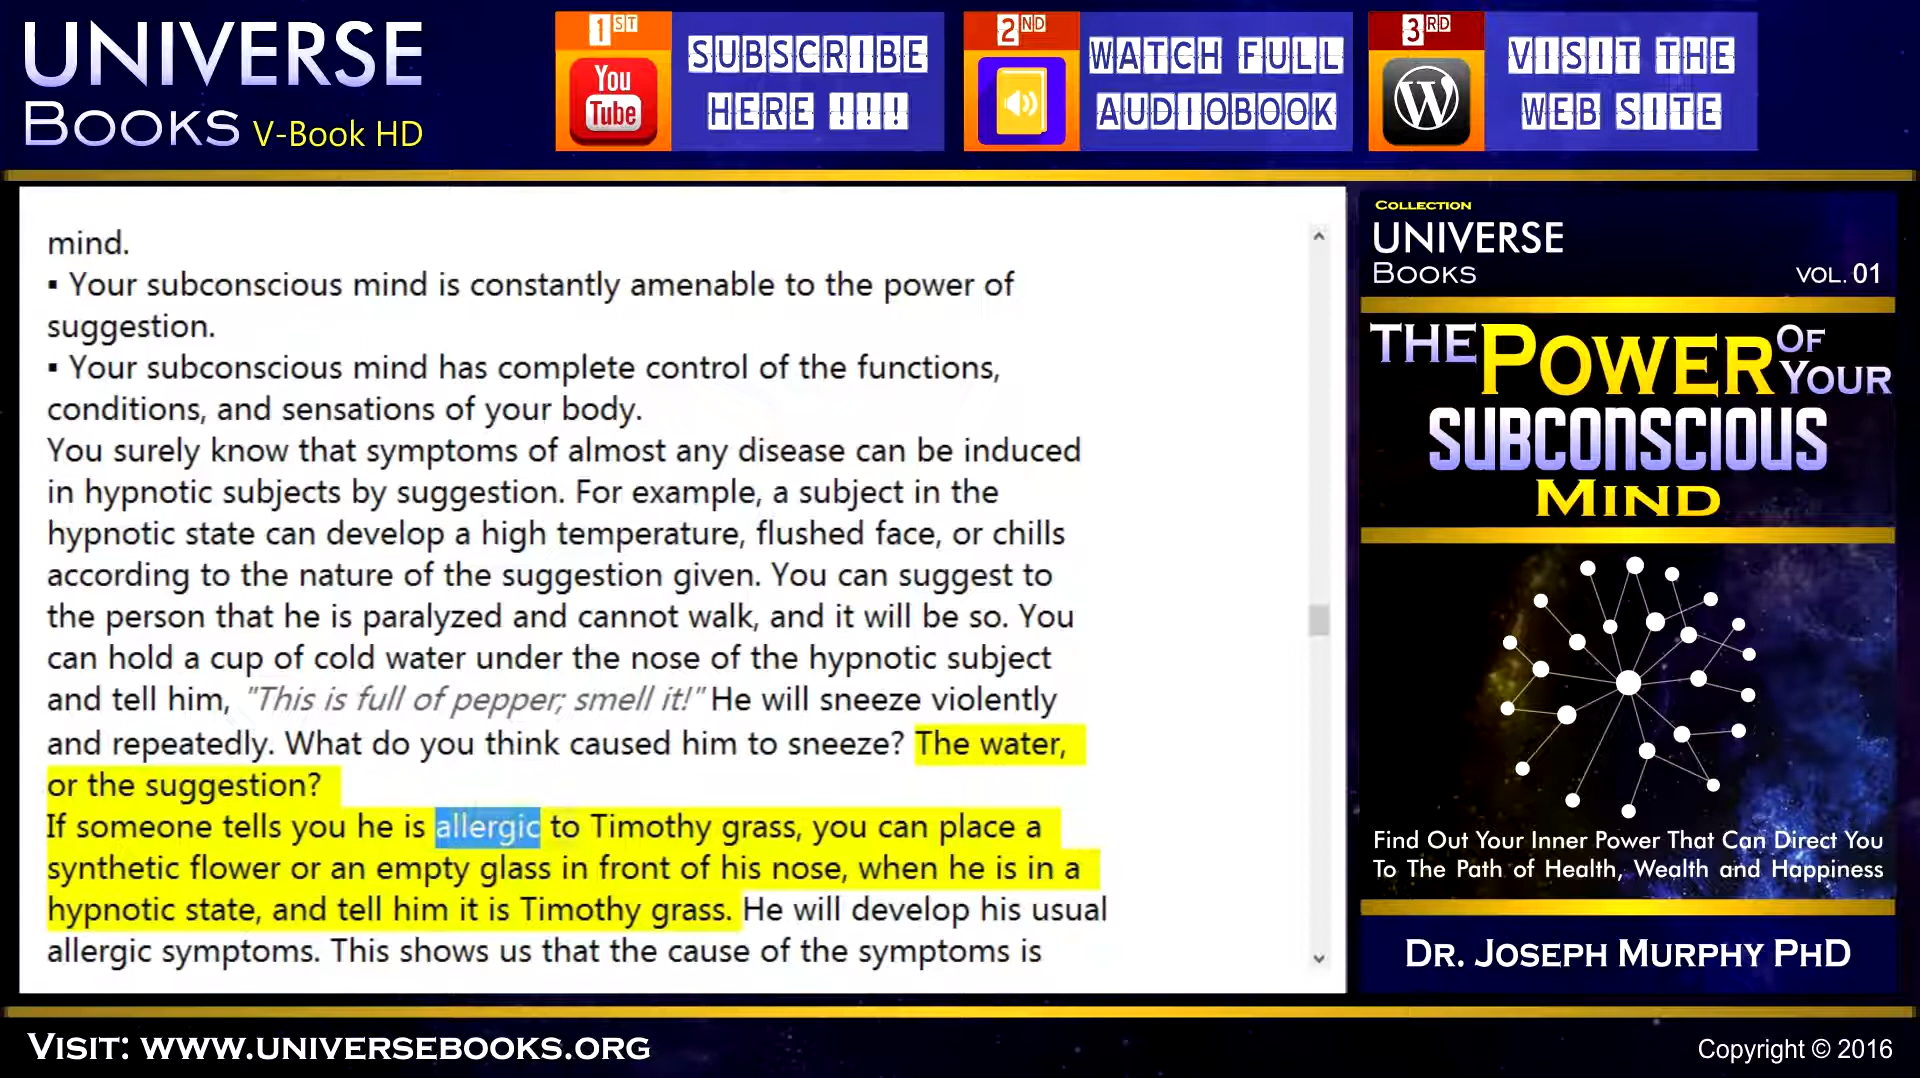 UNIVERSE
BOOKS V-Book HD
1ST
You
Tube
SUBSCRIBE
HERE !!!
2ND
WATCH FULL
AUDIOBOOK
3RD
VISIT THE
WEB SITE
mind.
▪ Your subconscious mind is constantly amenable to the power of
suggestion.
▪ Your subconscious mind has complete control of the functions,
conditions, and sensations of your body.
You surely know that symptoms of almost any disease can be induced
in hypnotic subjects by suggestion. For example, a subject in the
hypnotic state can develop a high temperature, flushed face, or chills
according to the nature of the suggestion given. You can suggest to
the person that he is paralyzed and cannot walk, and it will be so. You
can hold a cup of cold water under the nose of the hypnotic subject
and tell him, "This is full of pepper; smell it!" He will sneeze violently
and repeatedly. What do you think caused him to sneeze? The water,
or the suggestion?
If someone tells you he is allergic to Timothy grass, you can place a
synthetic flower or an empty glass in front of his nose, when he is in a
hypnotic state, and tell him it is Timothy grass. He will develop his usual
allergic symptoms. This shows us that the cause of the symptoms is
COLLECTION
UNIVERSE
BOOKS VOL. 01
THE POWER OF YOUR
SUBCONSCIOUS
MIND
Find Out Your Inner Power That Can Direct You
To The Path of Health, Wealth and Happiness
DR. JOSEPH MURPHY PHD
VISIT: WWW.UNIVERSEBOOKS.ORG
Copyright © 2016